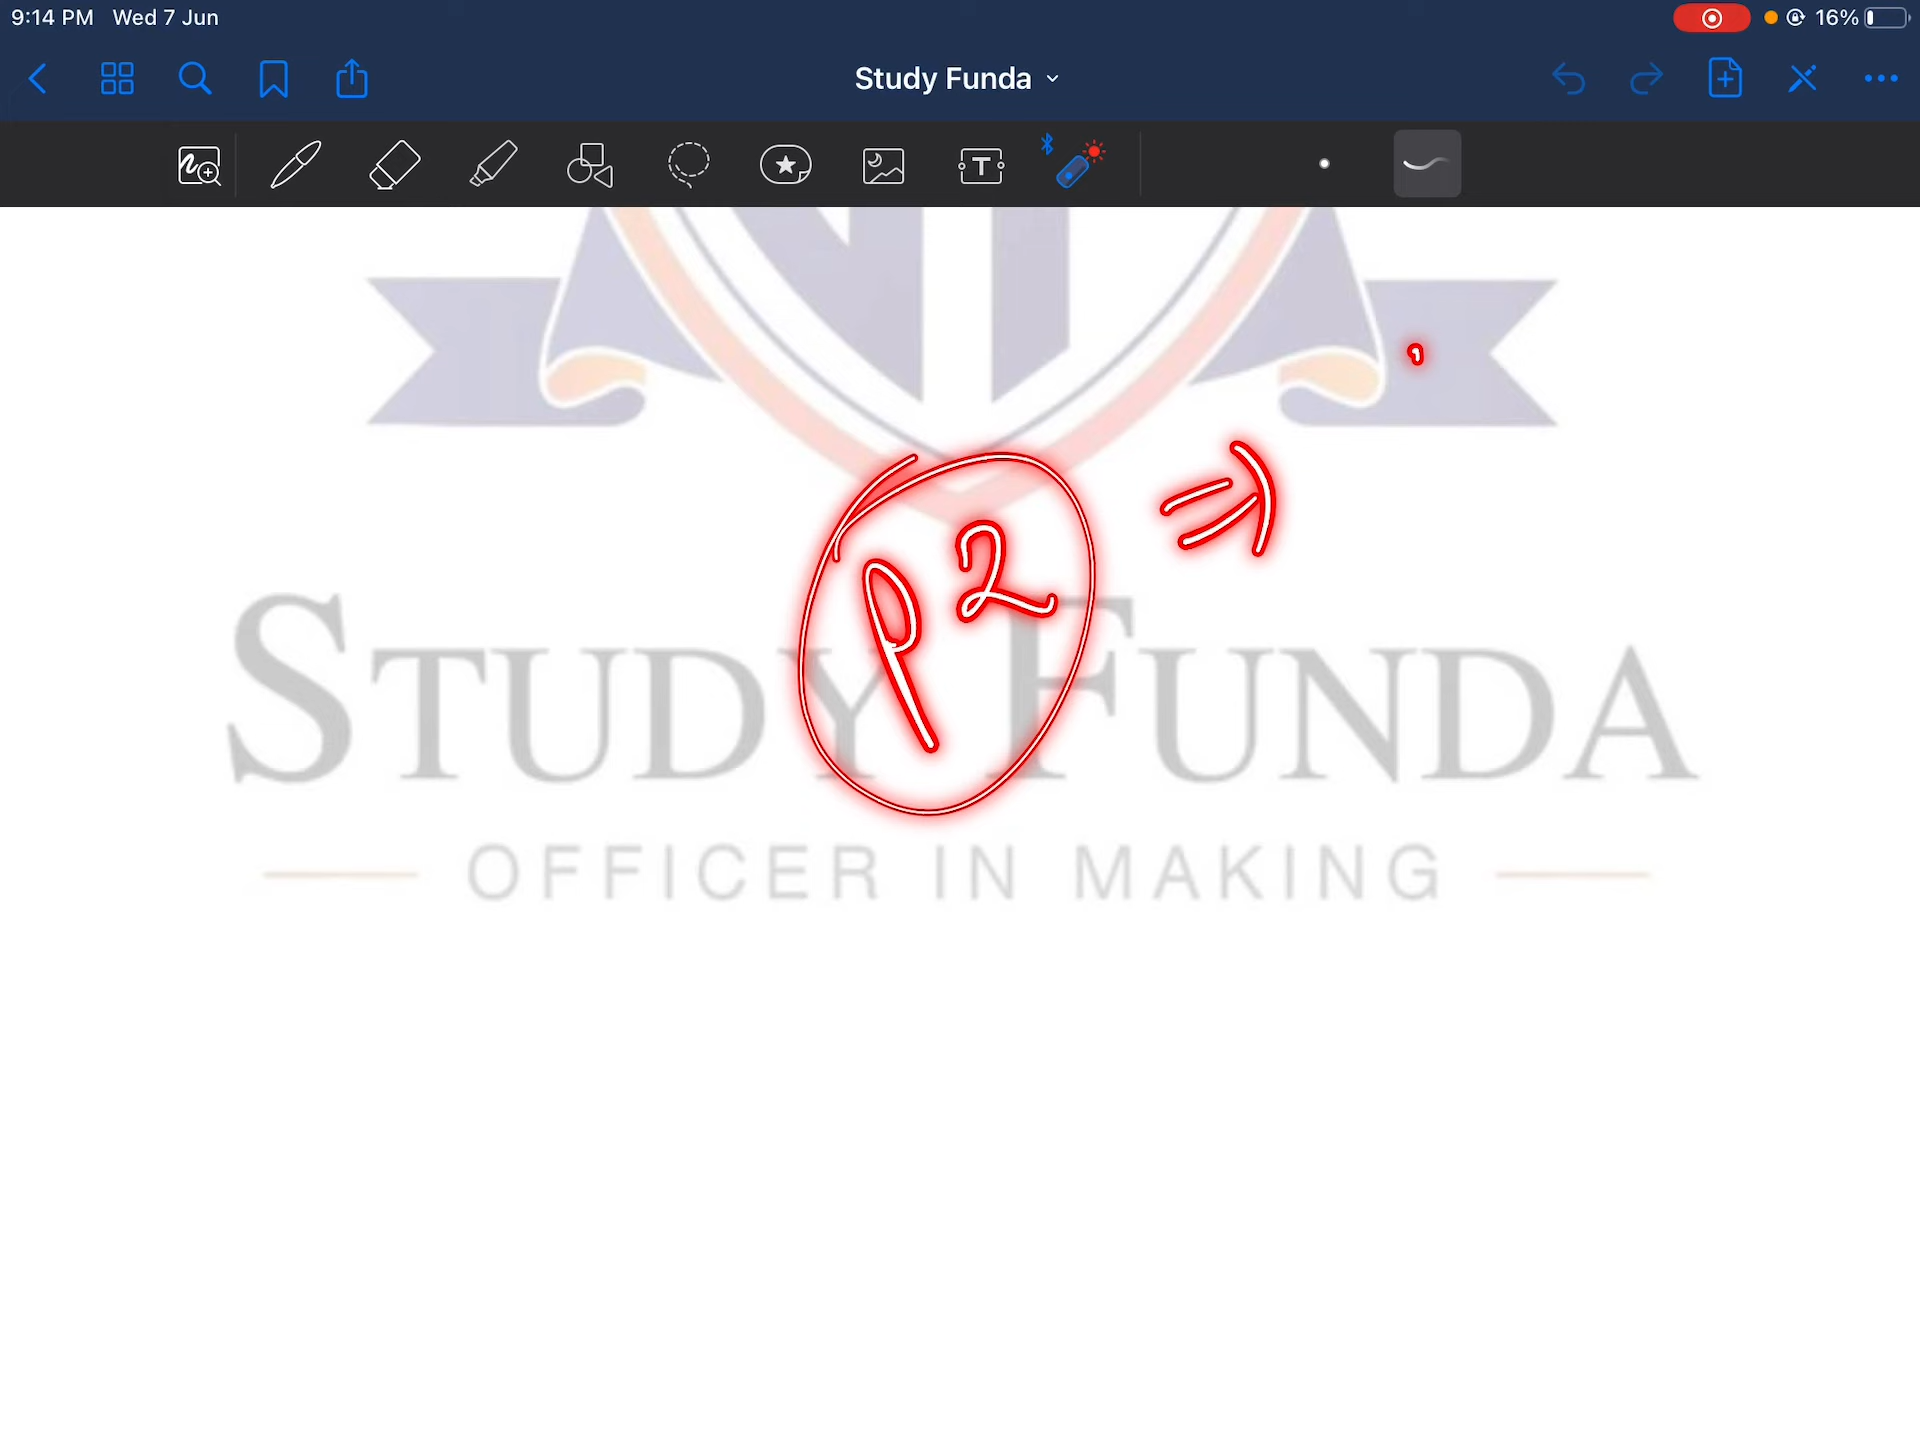 9:14 PM Wed 7 Jun
16%
Study Funda
T
P² ⇒
STUDY FUNDA
OFFICER IN MAKING